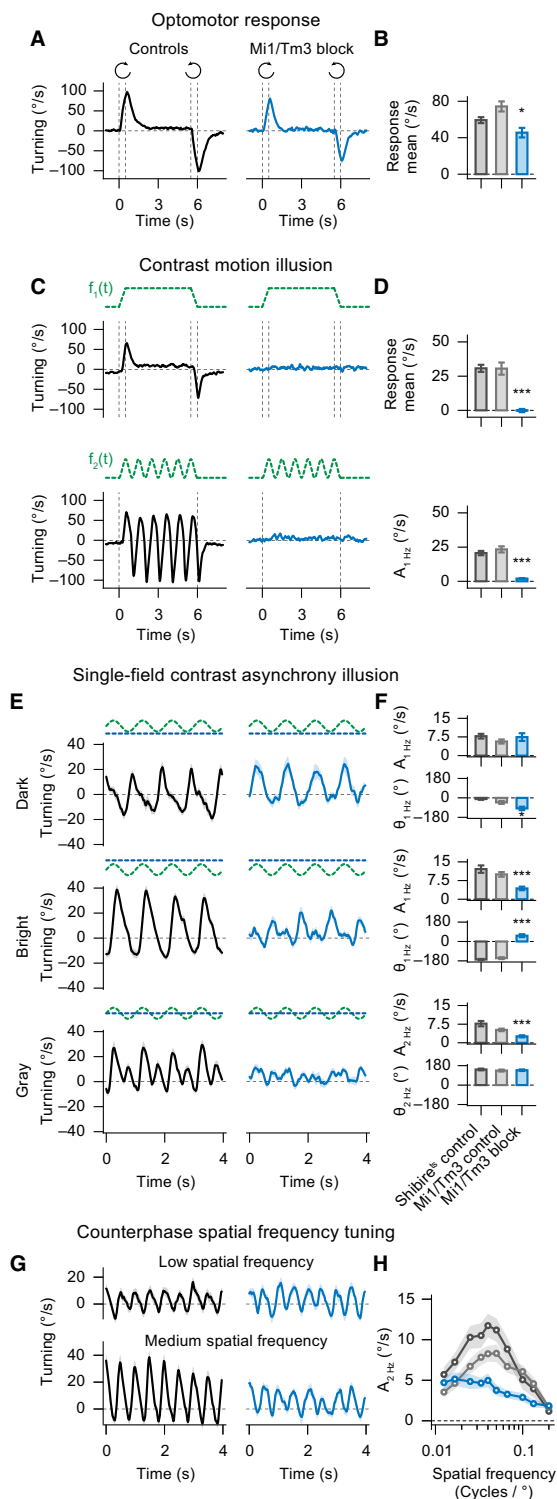 Optomotor response
A
Controls
Mi1/Tm3 block
B
Turning (°/s)
100
50
0
−50
−100
0 6
Time (s)
0 6
Time (s)
Response
mean (°/s)
80
40
0
*
Contrast motion illusion
C
f1(t)
D
Turning (°/s)
100
50
0
−50
−100
0 6
Time (s)
0 6
Time (s)
Response
mean (°/s)
50
25
0
***
f2(t)
Turning (°/s)
100
50
0
−50
−100
0 6
Time (s)
0 6
Time (s)
A1 Hz (°/s)
50
25
0
***
Single-field contrast asynchrony illusion
E
F
Dark
Turning (°/s)
40
20
0
−20
−40
A1 Hz (°/s)
15
7.5
0
θ1 Hz (°)
180
0
−180
*
Bright
Turning (°/s)
40
20
0
−20
−40
A1 Hz (°/s)
15
7.5
0
***
θ1 Hz (°)
180
0
−180
***
Gray
Turning (°/s)
40
20
0
−20
−40
0 2 4
Time (s)
0 2 4
Time (s)
A2 Hz (°/s)
15
7.5
0
***
θ2 Hz (°)
180
0
−180
Shibirets control
Mi1/Tm3 control
Mi1/Tm3 block
Counterphase spatial frequency tuning
G
Low spatial frequency
H
Turning (°/s)
20
0
Medium spatial frequency
40
20
0
0 2 4
Time (s)
0 2 4
Time (s)
A2 Hz (°/s)
15
10
5
0
0.01 0.1
Spatial frequency
(Cycles / °)